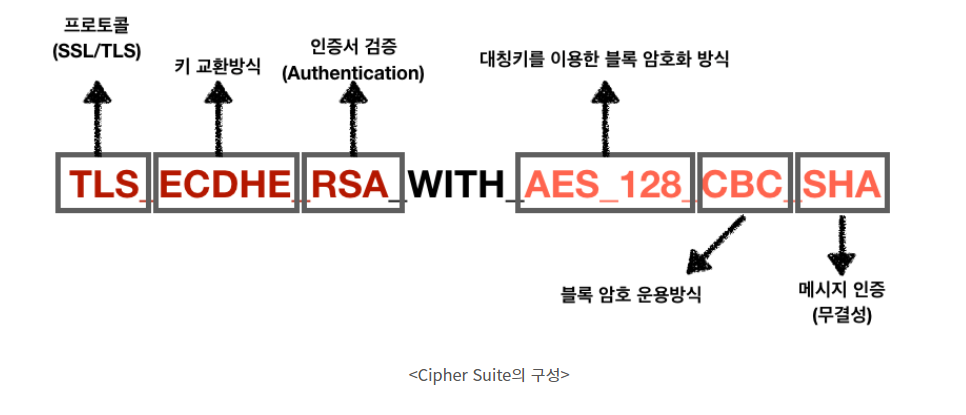 프로토콜
(SSL/TLS)
키 교환방식
인증서 검증
(Authentication)
대칭키를 이용한 블록 암호화 방식
TLS_ECDHE_RSA_WITH_AES_128_CBC_SHA
블록 암호 운용방식
메시지 인증
(무결성)
<Cipher Suite의 구성>